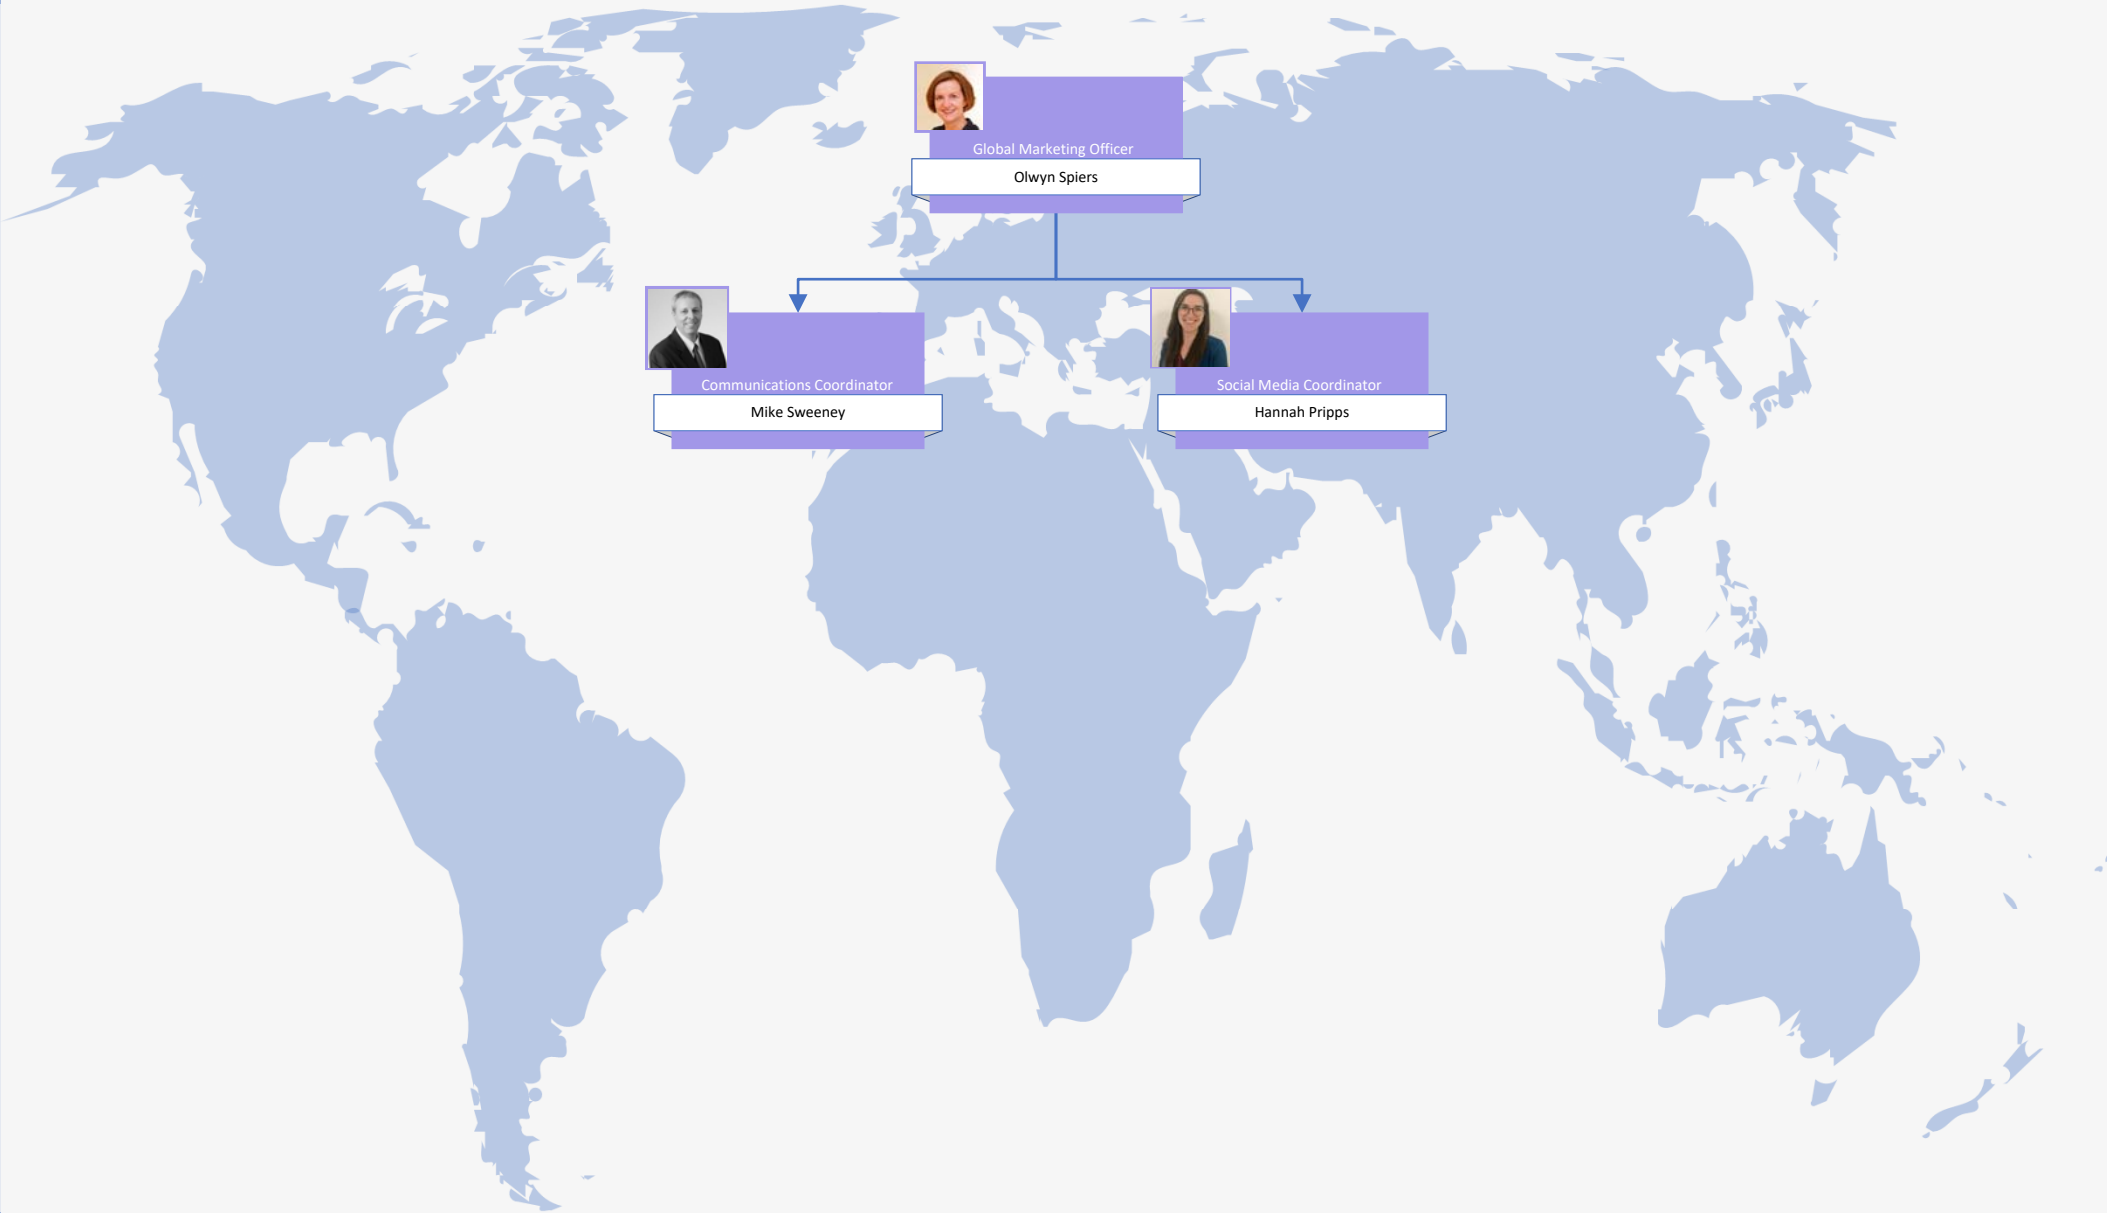 Global Marketing Officer
Olwyn Spiers
Communications Coordinator
Mike Sweeney
Social Media Coordinator
Hannah Pripps